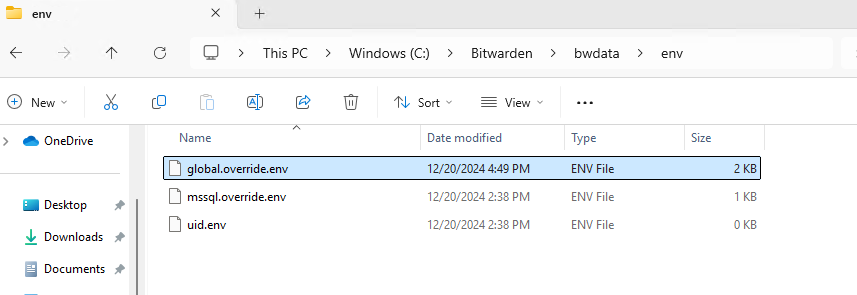 env
This PC > Windows (C:) > Bitwarden > bwdata > env
New Sort View
Name Date modified Type Size
OneDrive
global.override.env 12/20/2024 4:49 PM ENV File 2 KB
mssql.override.env 12/20/2024 2:38 PM ENV File 1 KB
Desktop
uid.env 12/20/2024 2:38 PM ENV File 0 KB
Downloads
Documents